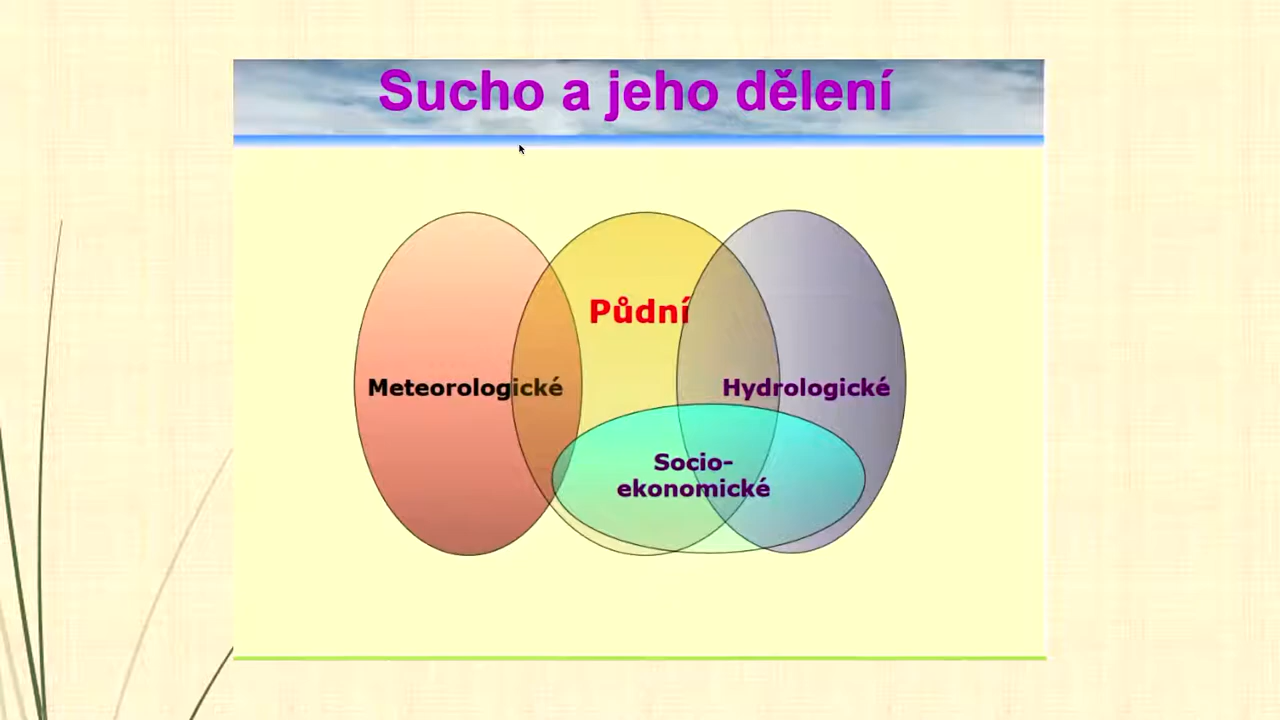 Sucho a jeho dělení
Půdní
Meteorologické
Hydrologické
Socio-
ekonomické